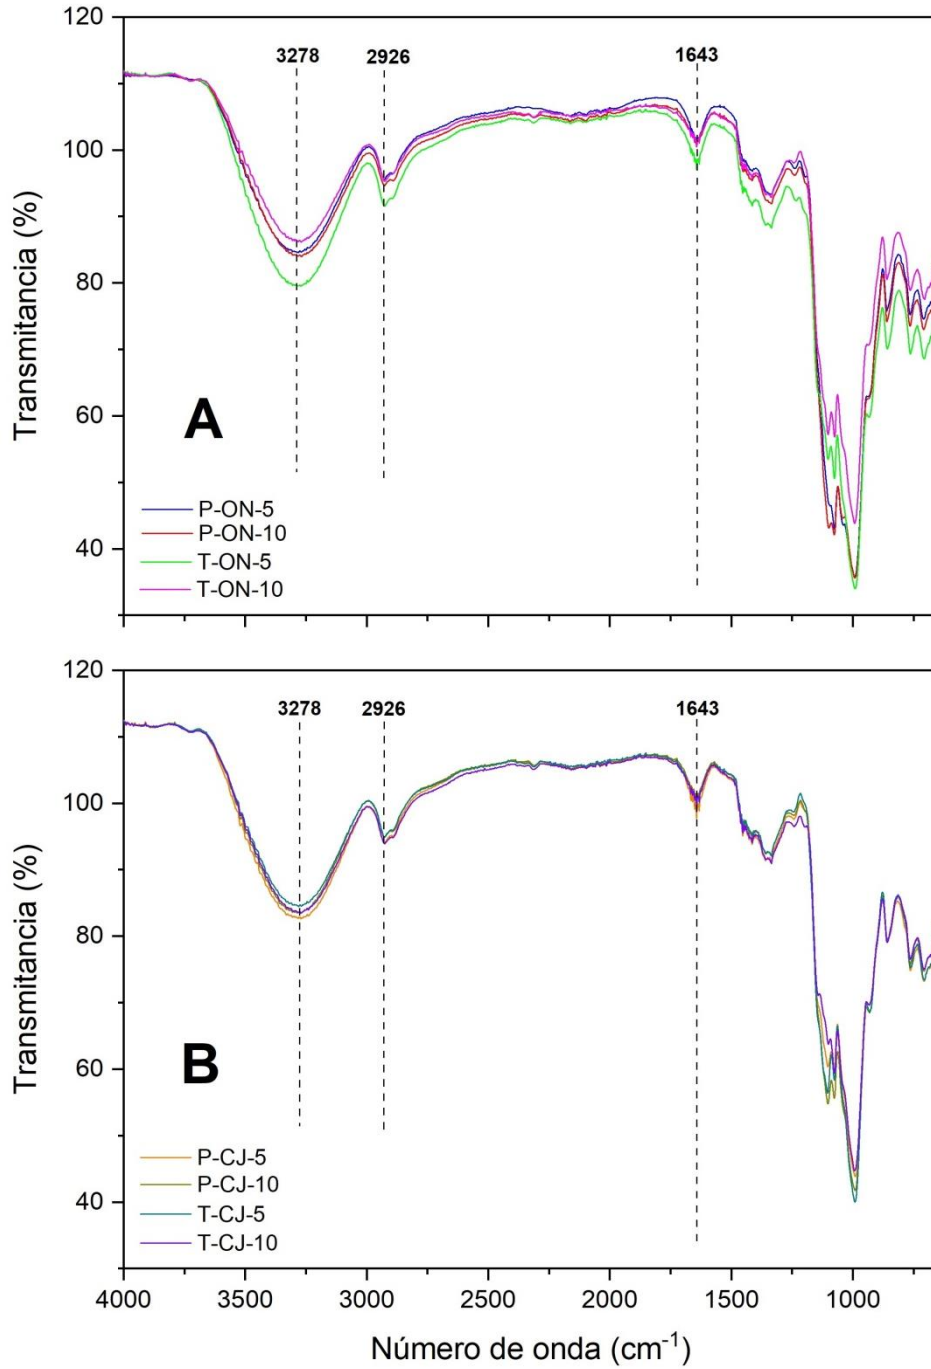 120
3278 2926 1643
100
80
60
40
Transmitancia (%)
A
P-ON-5
P-ON-10
T-ON-5
T-ON-10
120
3278 2926 1643
100
80
60
40
Transmitancia (%)
B
P-CJ-5
P-CJ-10
T-CJ-5
T-CJ-10
4000 3500 3000 2500 2000 1500 1000
Número de onda (cm⁻¹)